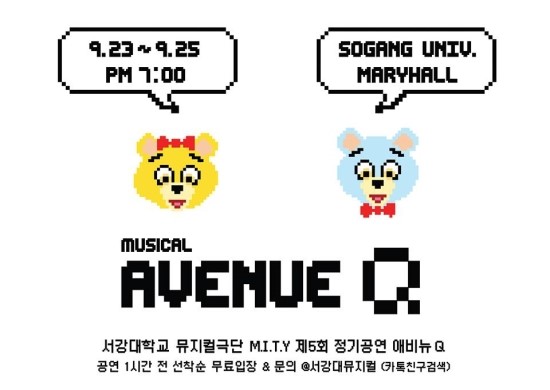 9.23~9.25
PM 7:00
SOGANG UNIV.
MARYHALL
MUSICAL
AVENUE Q
서강대학교 뮤지컬극단 M.I.T.Y 제5회 정기공연 애비뉴 Q
공연 1시간 전 선착순 무료입장 & 문의 @서강대뮤지컬 (카톡친구검색)